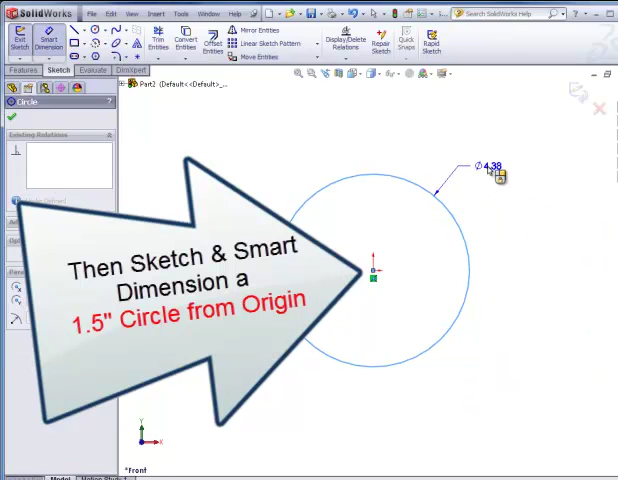 SolidWorks File Edit View Insert Tools Window Help
Search SolidWorks Help
Exit Sketch
Smart Dimension
Trim Entities
Convert Entities
Offset Entities
Mirror Entities
Linear Sketch Pattern
Move Entities
Display/Delete Relations
Repair Sketch
Quick Snaps
Rapid Sketch
Features Sketch Evaluate DimXpert
Part2 (Default<<Default>_...
Circle ?
Existing Relations
Ø4.38
Then Sketch & Smart
Dimension a
1.5" Circle from Origin
Y
X
*Front
Model Motion Study 1